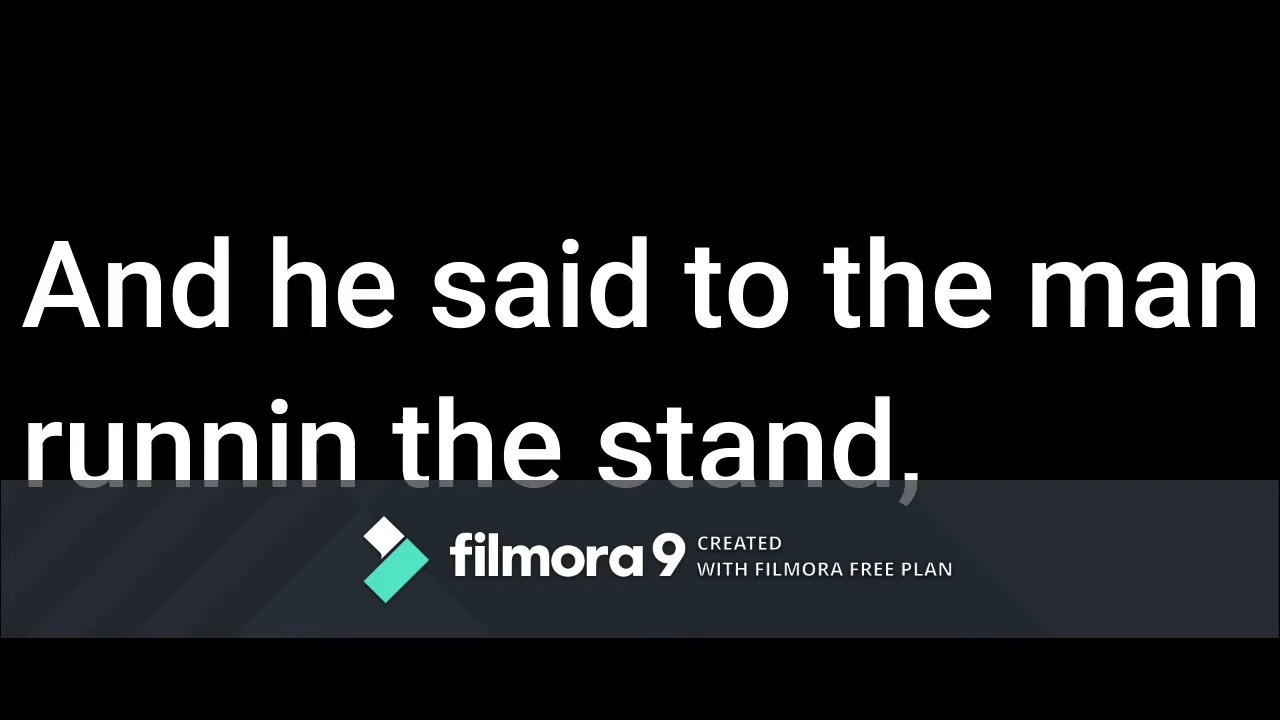 And he said to the man
runnin the stand,
filmora 9 CREATED
WITH FILMORA FREE PLAN